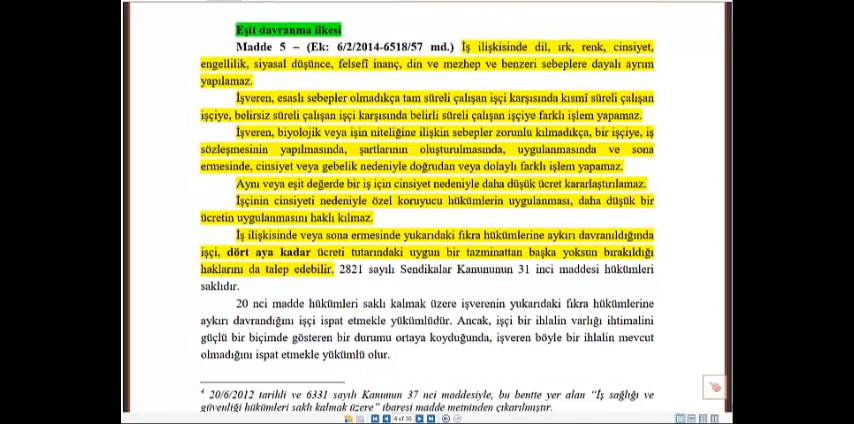 Eşit davranma ilkesi
Madde 5 – (Ek: 6/2/2014-6518/57 md.) İş ilişkisinde dil, ırk, renk, cinsiyet,
engellilik, siyasal düşünce, felsefî inanç, din ve mezhep ve benzeri sebeplere dayalı ayrım
yapılamaz.
İşveren, esaslı sebepler olmadıkça tam süreli çalışan işçi karşısında kısmî süreli çalışan
işçiye, belirsiz süreli çalışan işçi karşısında belirli süreli çalışan işçiye farklı işlem yapamaz.
İşveren, biyolojik veya işin niteliğine ilişkin sebepler zorunlu kılmadıkça, bir işçiye, iş
sözleşmesinin yapılmasında, şartlarının oluşturulmasında, uygulanmasında ve sona
ermesinde, cinsiyet veya gebelik nedeniyle doğrudan veya dolaylı farklı işlem yapamaz.
Aynı veya eşit değerde bir iş için cinsiyet nedeniyle daha düşük ücret kararlaştırılamaz.
İşçinin cinsiyeti nedeniyle özel koruyucu hükümlerin uygulanması, daha düşük bir
ücretin uygulanmasını haklı kılmaz.
İş ilişkisinde veya sona ermesinde yukarıdaki fıkra hükümlerine aykırı davranıldığında
işçi, dört aya kadar ücreti tutarındaki uygun bir tazminattan başka yoksun bırakıldığı
haklarını da talep edebilir. 2821 sayılı Sendikalar Kanununun 31 inci maddesi hükümleri
saklıdır.
20 nci madde hükümleri saklı kalmak üzere işverenin yukarıdaki fıkra hükümlerine
aykırı davrandığını işçi ispat etmekle yükümlüdür. Ancak, işçi bir ihlalin varlığı ihtimalini
güçlü bir biçimde gösteren bir durumu ortaya koyduğunda, işveren böyle bir ihlalin mevcut
olmadığını ispat etmekle yükümlü olur.
4 20/6/2012 tarihli ve 6331 sayılı Kanunun 37 nci maddesiyle, bu bentte yer alan “İş sağlığı ve
güvenliği hükümleri saklı kalmak üzere” ibaresi madde metninden çıkarılmıştır.